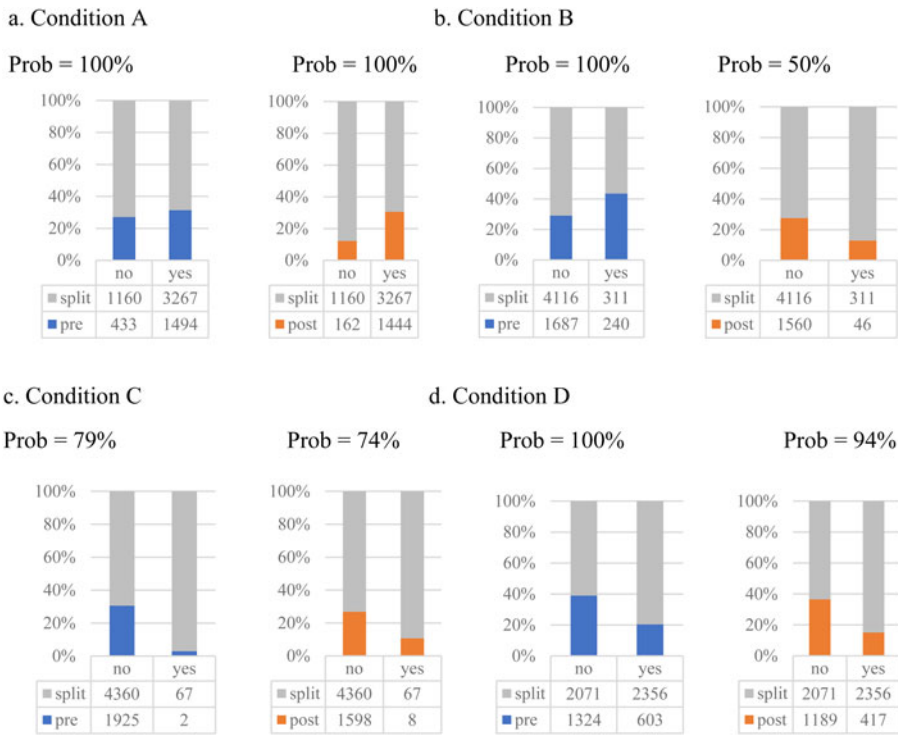 a. Condition A
b. Condition B
Prob = 100%
Prob = 100%
Prob = 100%
Prob = 50%
100%
80%
60%
40%
20%
0%
no yes
split 1160 3267
pre 433 1494
100%
80%
60%
40%
20%
0%
no yes
split 1160 3267
post 162 1444
100%
80%
60%
40%
20%
0%
no yes
split 4116 311
pre 1687 240
100%
80%
60%
40%
20%
0%
no yes
split 4116 311
post 1560 46
c. Condition C
d. Condition D
Prob = 79%
Prob = 74%
Prob = 100%
Prob = 94%
100%
80%
60%
40%
20%
0%
no yes
split 4360 67
pre 1925 2
100%
80%
60%
40%
20%
0%
no yes
split 4360 67
post 1598 8
100%
80%
60%
40%
20%
0%
no yes
split 2071 2356
pre 1324 603
100%
80%
60%
40%
20%
0%
no yes
split 2071 2356
post 1189 417